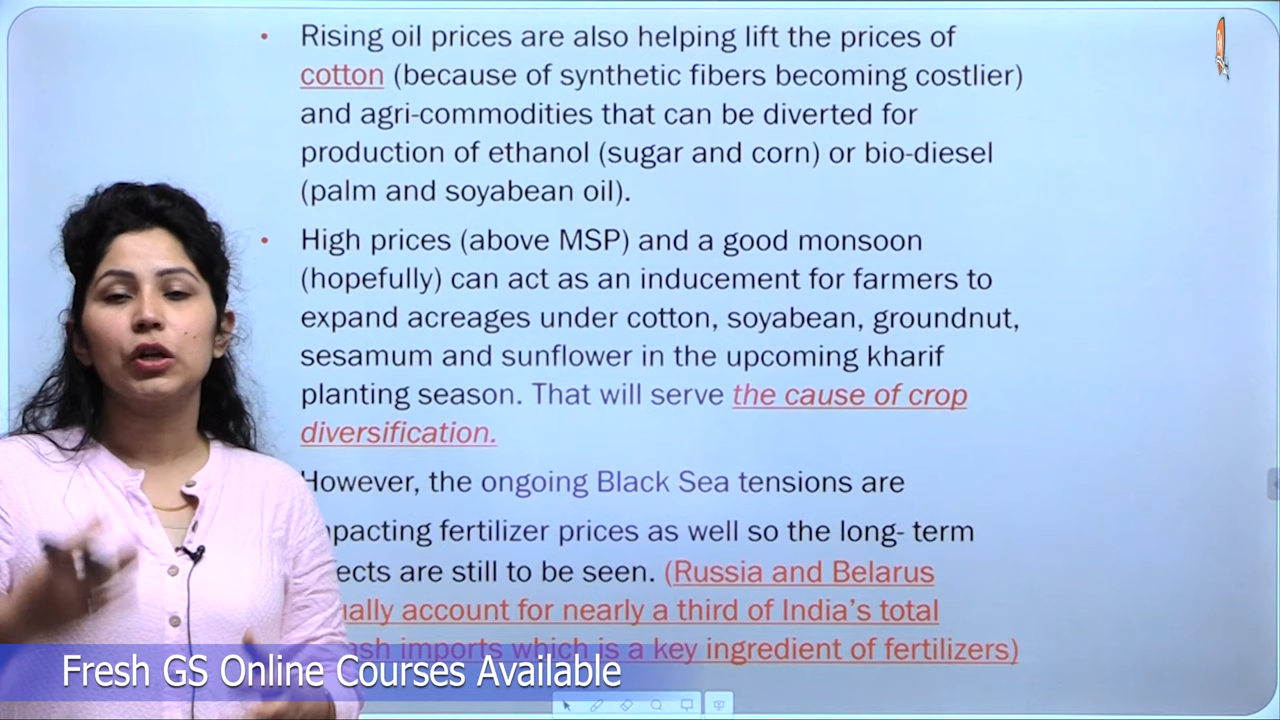 • Rising oil prices are also helping lift the prices of
cotton (because of synthetic fibers becoming costlier)
and agri-commodities that can be diverted for
production of ethanol (sugar and corn) or bio-diesel
(palm and soyabean oil).
• High prices (above MSP) and a good monsoon
(hopefully) can act as an inducement for farmers to
expand acreages under cotton, soyabean, groundnut,
sesamum and sunflower in the upcoming kharif
planting season. That will serve the cause of crop
diversification.
However, the ongoing Black Sea tensions are
pacting fertilizer prices as well so the long- term
ects are still to be seen. (Russia and Belarus
ually account for nearly a third of India's total
ash imports which is a key ingredient of fertilizers)
Fresh GS Online Courses Available